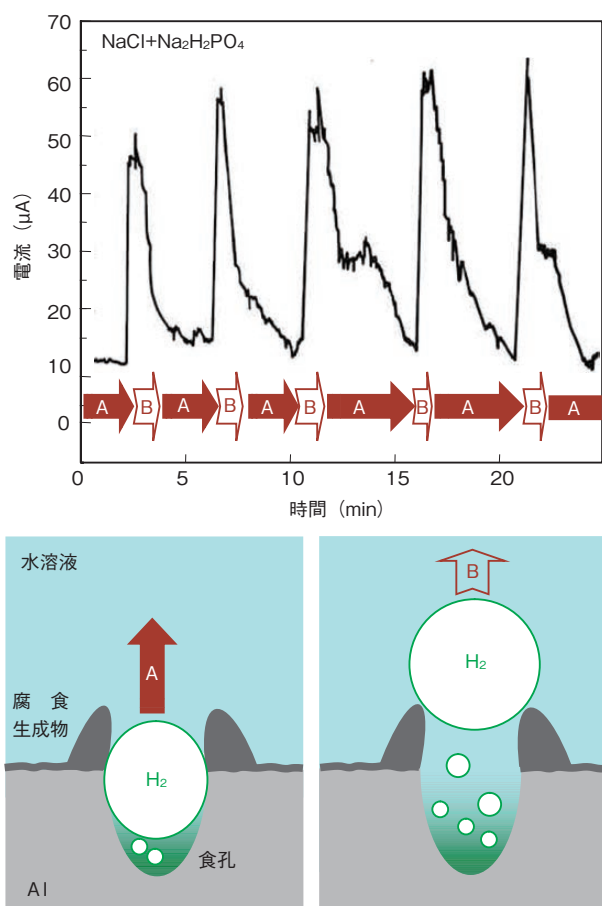 NaCl+Na₂H₂PO₄
70
60
50
40
30
20
10
0
電流 (μA)
A B A B A B A B A B A
0 5 10 15 20
時間 (min)
水溶液
A
腐 食
生成物
H₂
食孔
Al
B
H₂